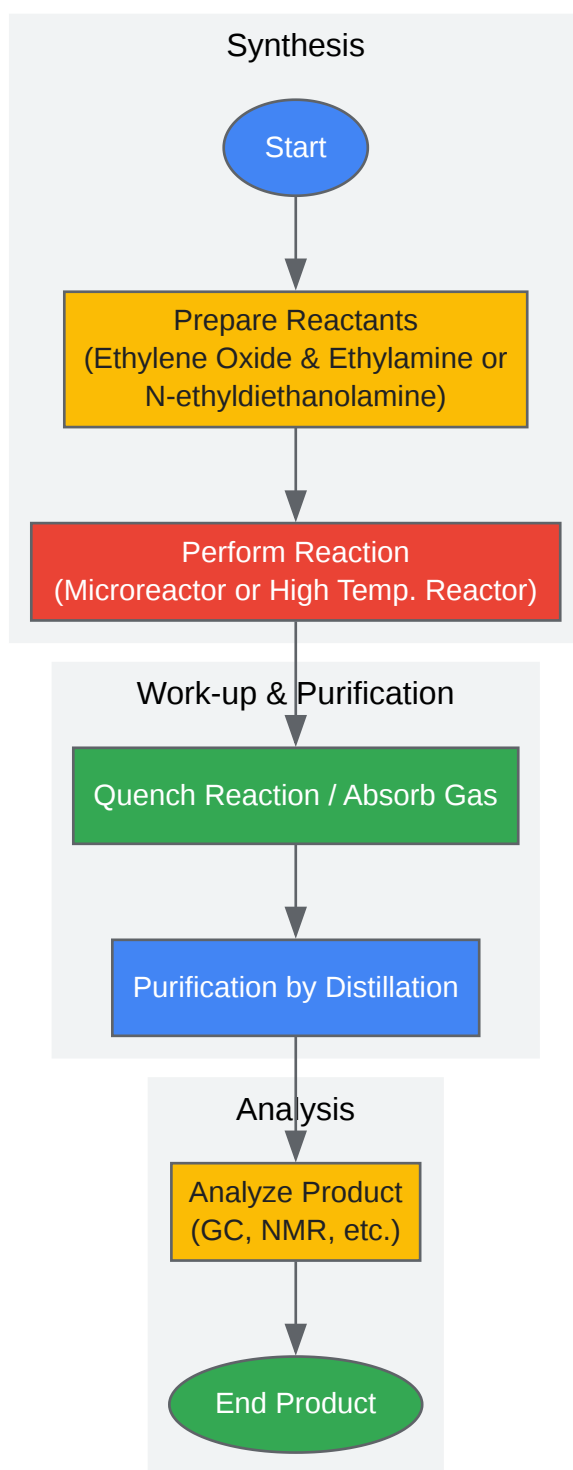 Synthesis
Start
Prepare Reactants
(Ethylene Oxide & Ethylamine or
N-ethyldiethanolamine)
Perform Reaction
(Microreactor or High Temp. Reactor)
Work-up & Purification
Quench Reaction / Absorb Gas
Purification by Distillation
Analysis
Analyze Product
(GC, NMR, etc.)
End Product